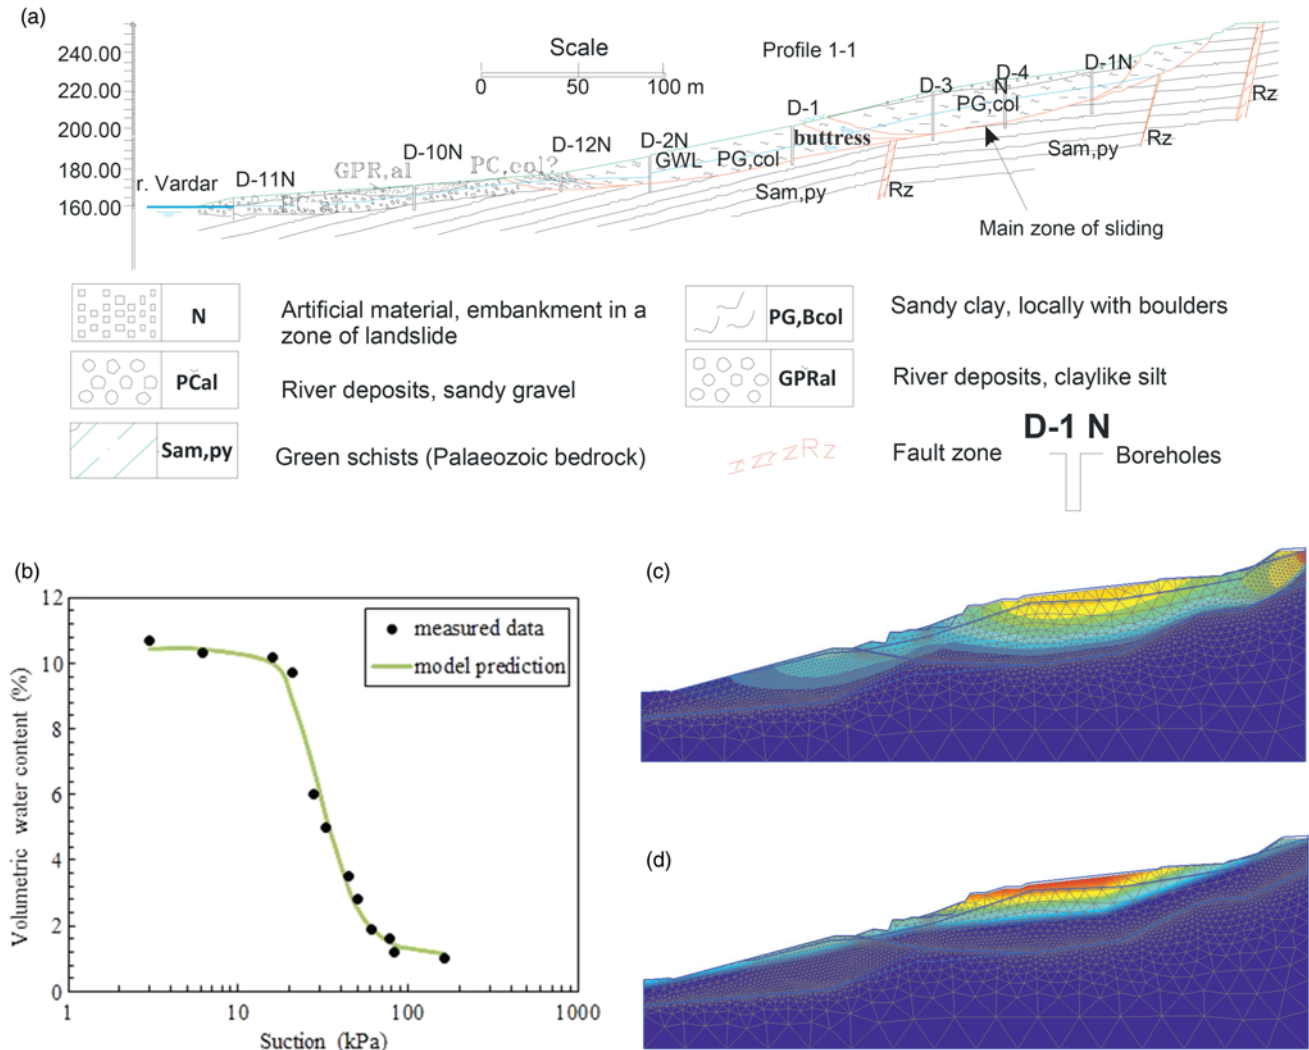 (a)
240.00
220.00
200.00
180.00
160.00
Scale
0 50 100 m
Profile 1-1
r. Vardar
D-11N
D-10N
GPR,al
PC,al
PC,col?
D-12N
D-2N
GWL
PG,col
D-1
buttress
D-3
D-4
N
PG,col
D-1N
Sam,py
Sam,py
Rz
Rz
Rz
Main zone of sliding
N
Artificial material, embankment in a
zone of landslide
PG,Bcol
Sandy clay, locally with boulders
PČal
River deposits, sandy gravel
GPRal
River deposits, claylike silt
Sam,py
Green schists (Palaeozoic bedrock)
zRz
Fault zone
D-1 N
Boreholes
(b)
12
10
8
6
4
2
0
Volumetric water content (%)
measured data
model prediction
1 10 100 1000
Suction (kPa)
(c)
(d)